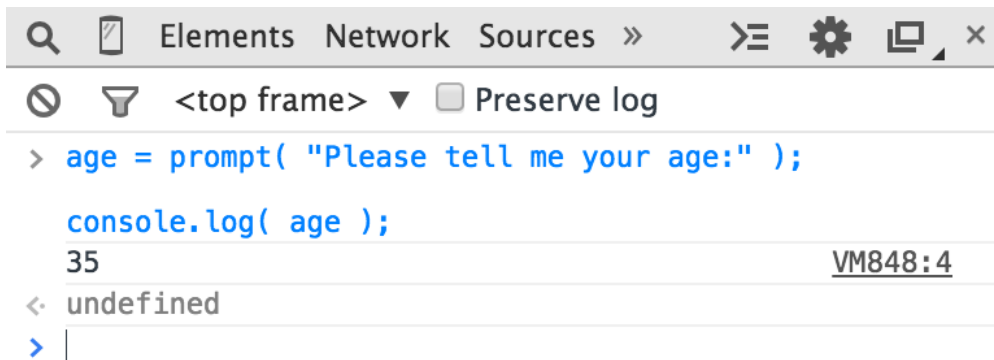 Elements Network Sources »
<top frame> ▼ Preserve log
> age = prompt( "Please tell me your age:" );
console.log( age );
35 VM848:4
<· undefined
>